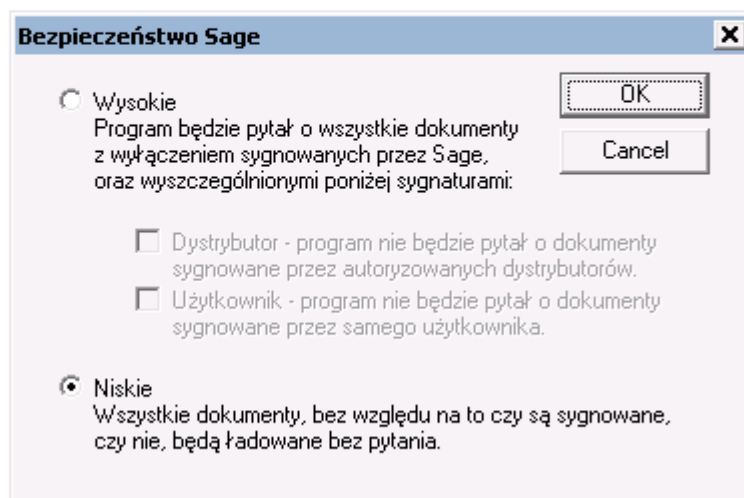 Bezpieczeństwo Sage
Wysokie
Program będzie pytał o wszystkie dokumenty
z wyłączeniem sygnowanych przez Sage,
oraz wyszczególnionymi poniżej sygnaturami:
OK
Cancel
Dystrybutor - program nie będzie pytał o dokumenty
sygnowane przez autoryzowanych dystrybutorów.
Użytkownik - program nie będzie pytał o dokumenty
sygnowane przez samego użytkownika.
Niskie
Wszystkie dokumenty, bez względu na to czy są sygnowane,
czy nie, będą ładowane bez pytania.